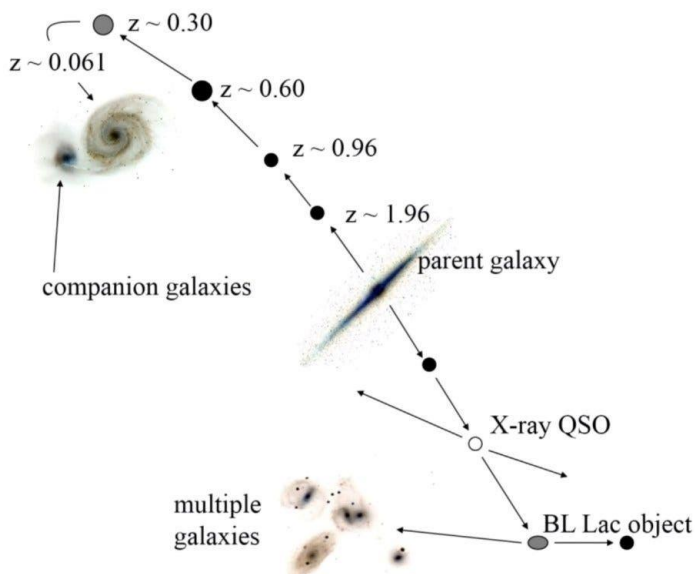 z ~ 0.30
z ~ 0.061
z ~ 0.60
z ~ 0.96
z ~ 1.96
parent galaxy
companion galaxies
X-ray QSO
multiple
galaxies
BL Lac object